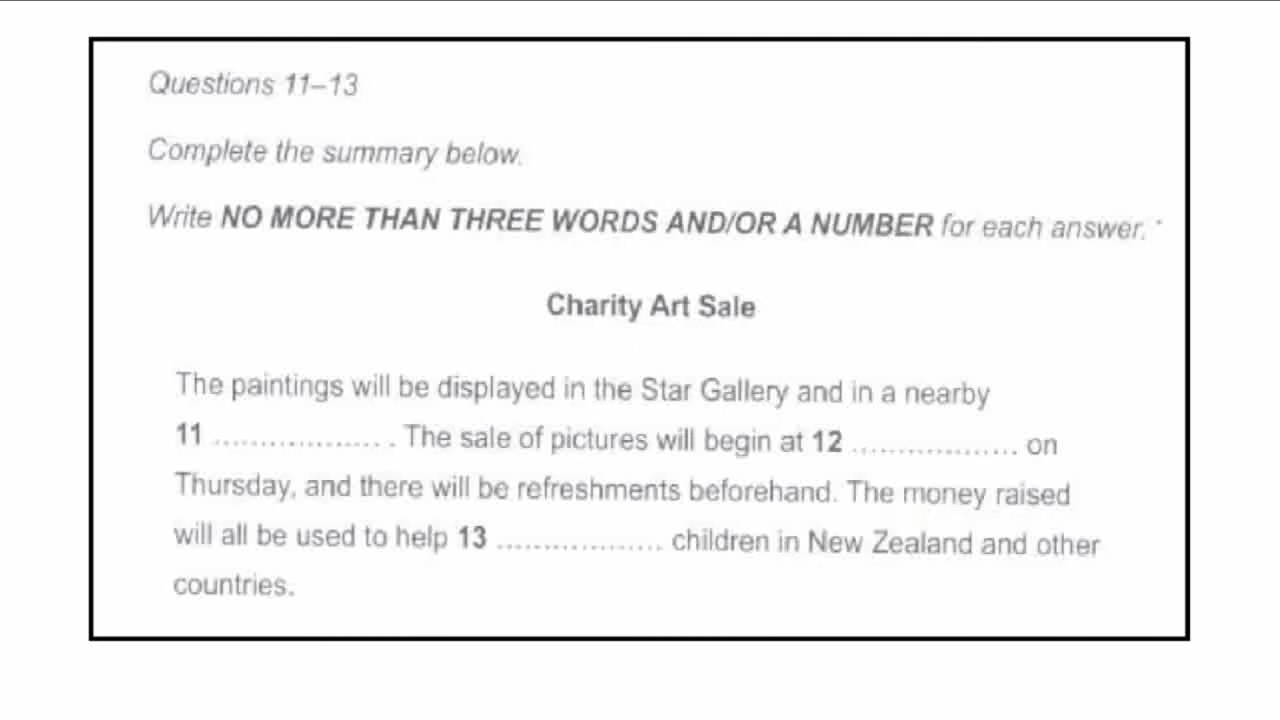 Questions 11–13
Complete the summary below.
Write NO MORE THAN THREE WORDS AND/OR A NUMBER for each answer.
Charity Art Sale
The paintings will be displayed in the Star Gallery and in a nearby
11 ................... . The sale of pictures will begin at 12 .................. on
Thursday, and there will be refreshments beforehand. The money raised
will all be used to help 13 .................. children in New Zealand and other
countries.